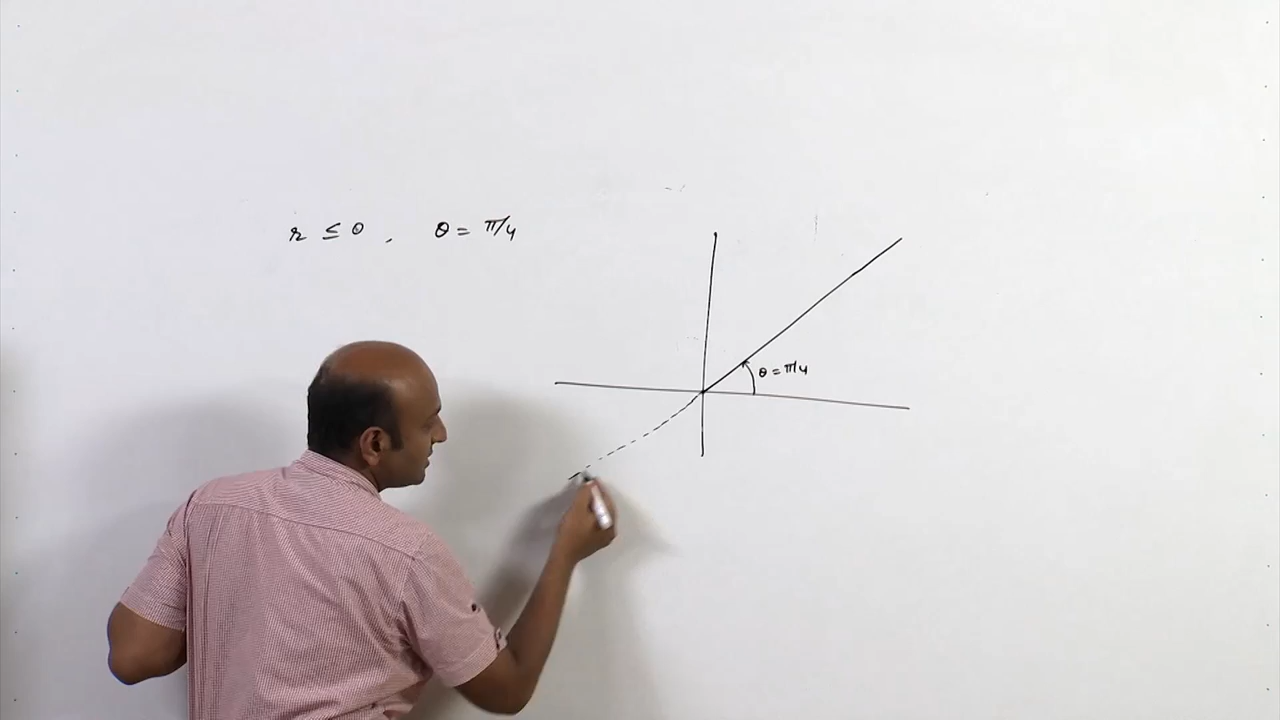 r ≤ 0 , θ = π/4
θ = π/4